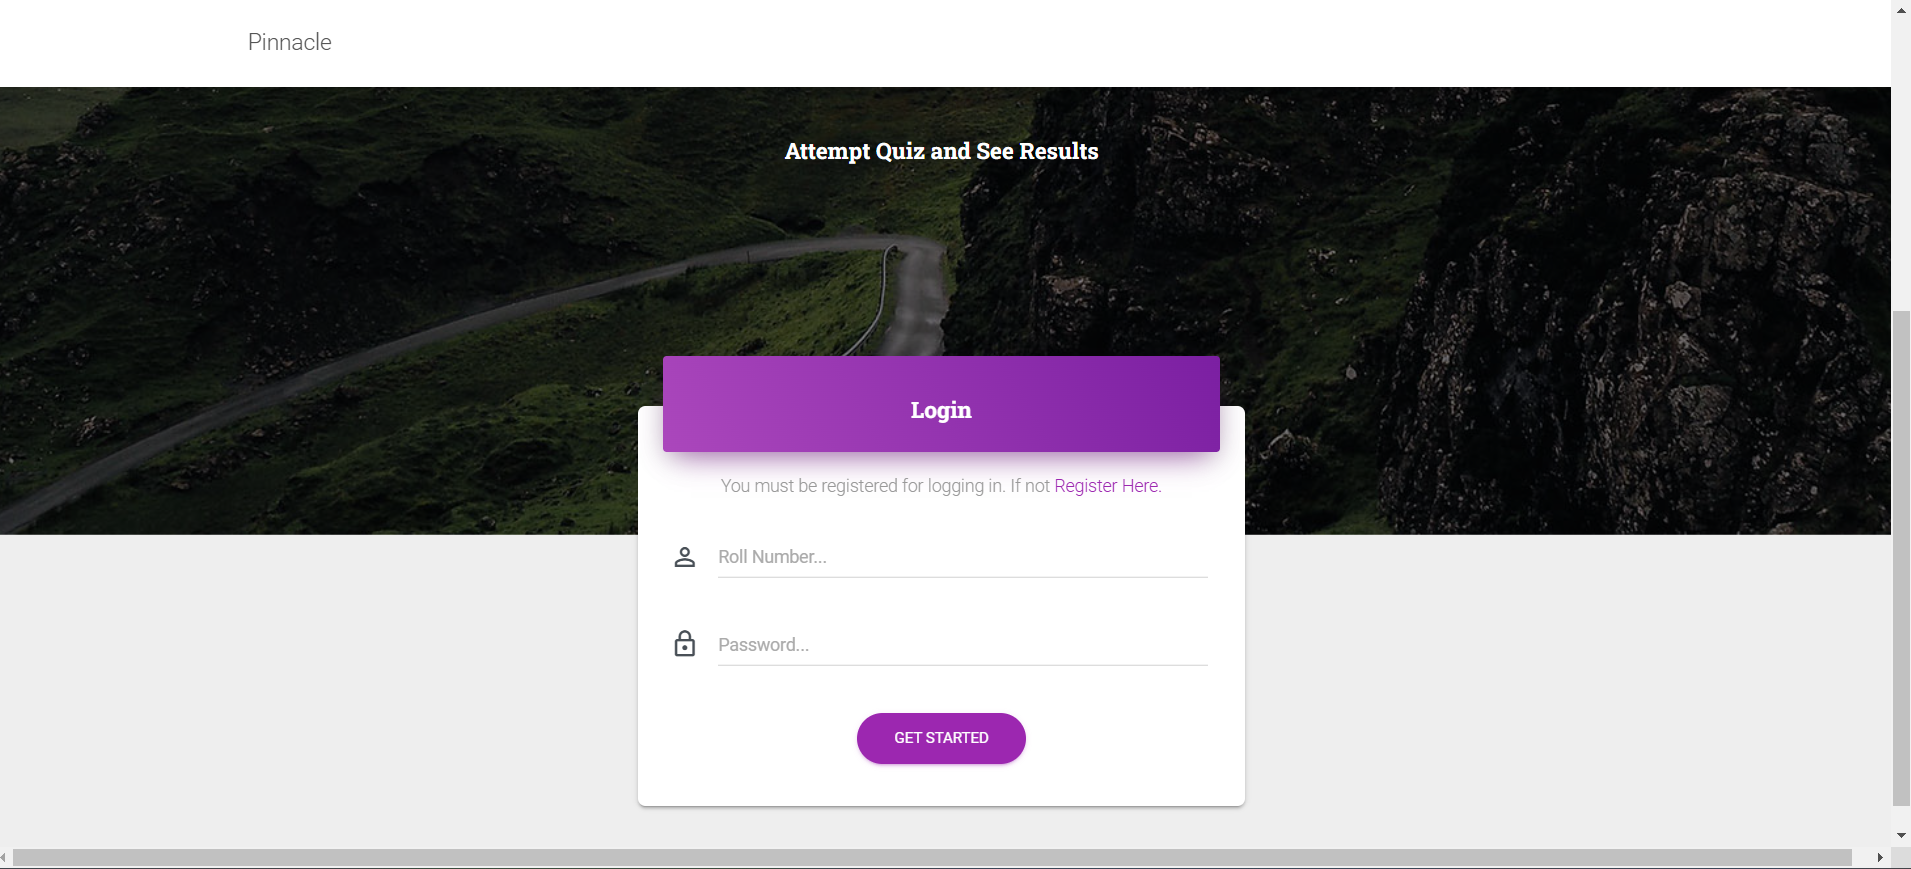 Pinnacle
Attempt Quiz and See Results
Login
You must be registered for logging in. If not Register Here.
Roll Number...
Password...
GET STARTED